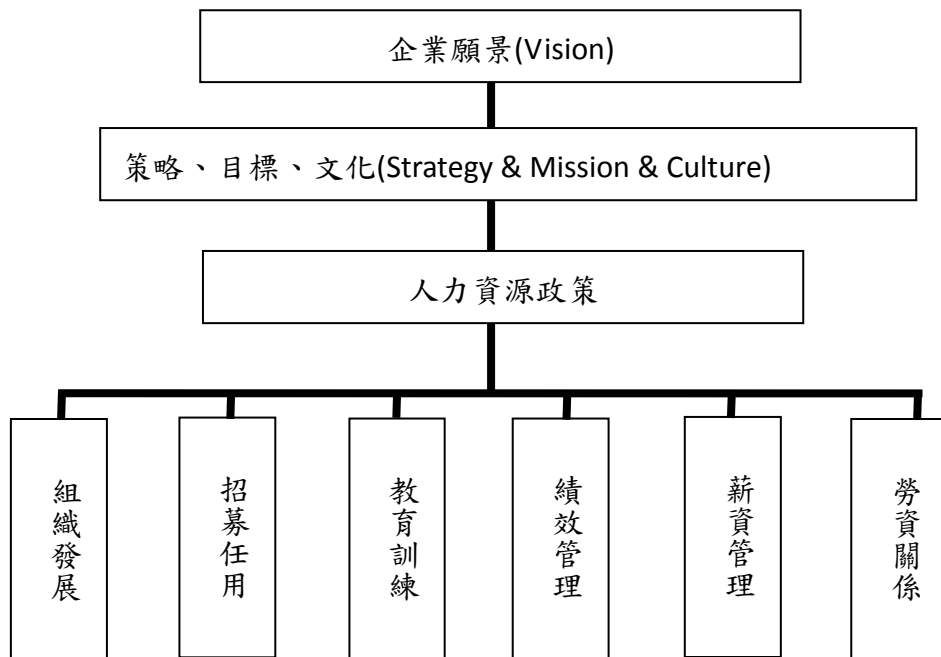 企業願景(Vision)
策略、目標、文化(Strategy & Mission & Culture)
人力資源政策
組織發展
招募任用
教育訓練
績效管理
薪資管理
勞資關係